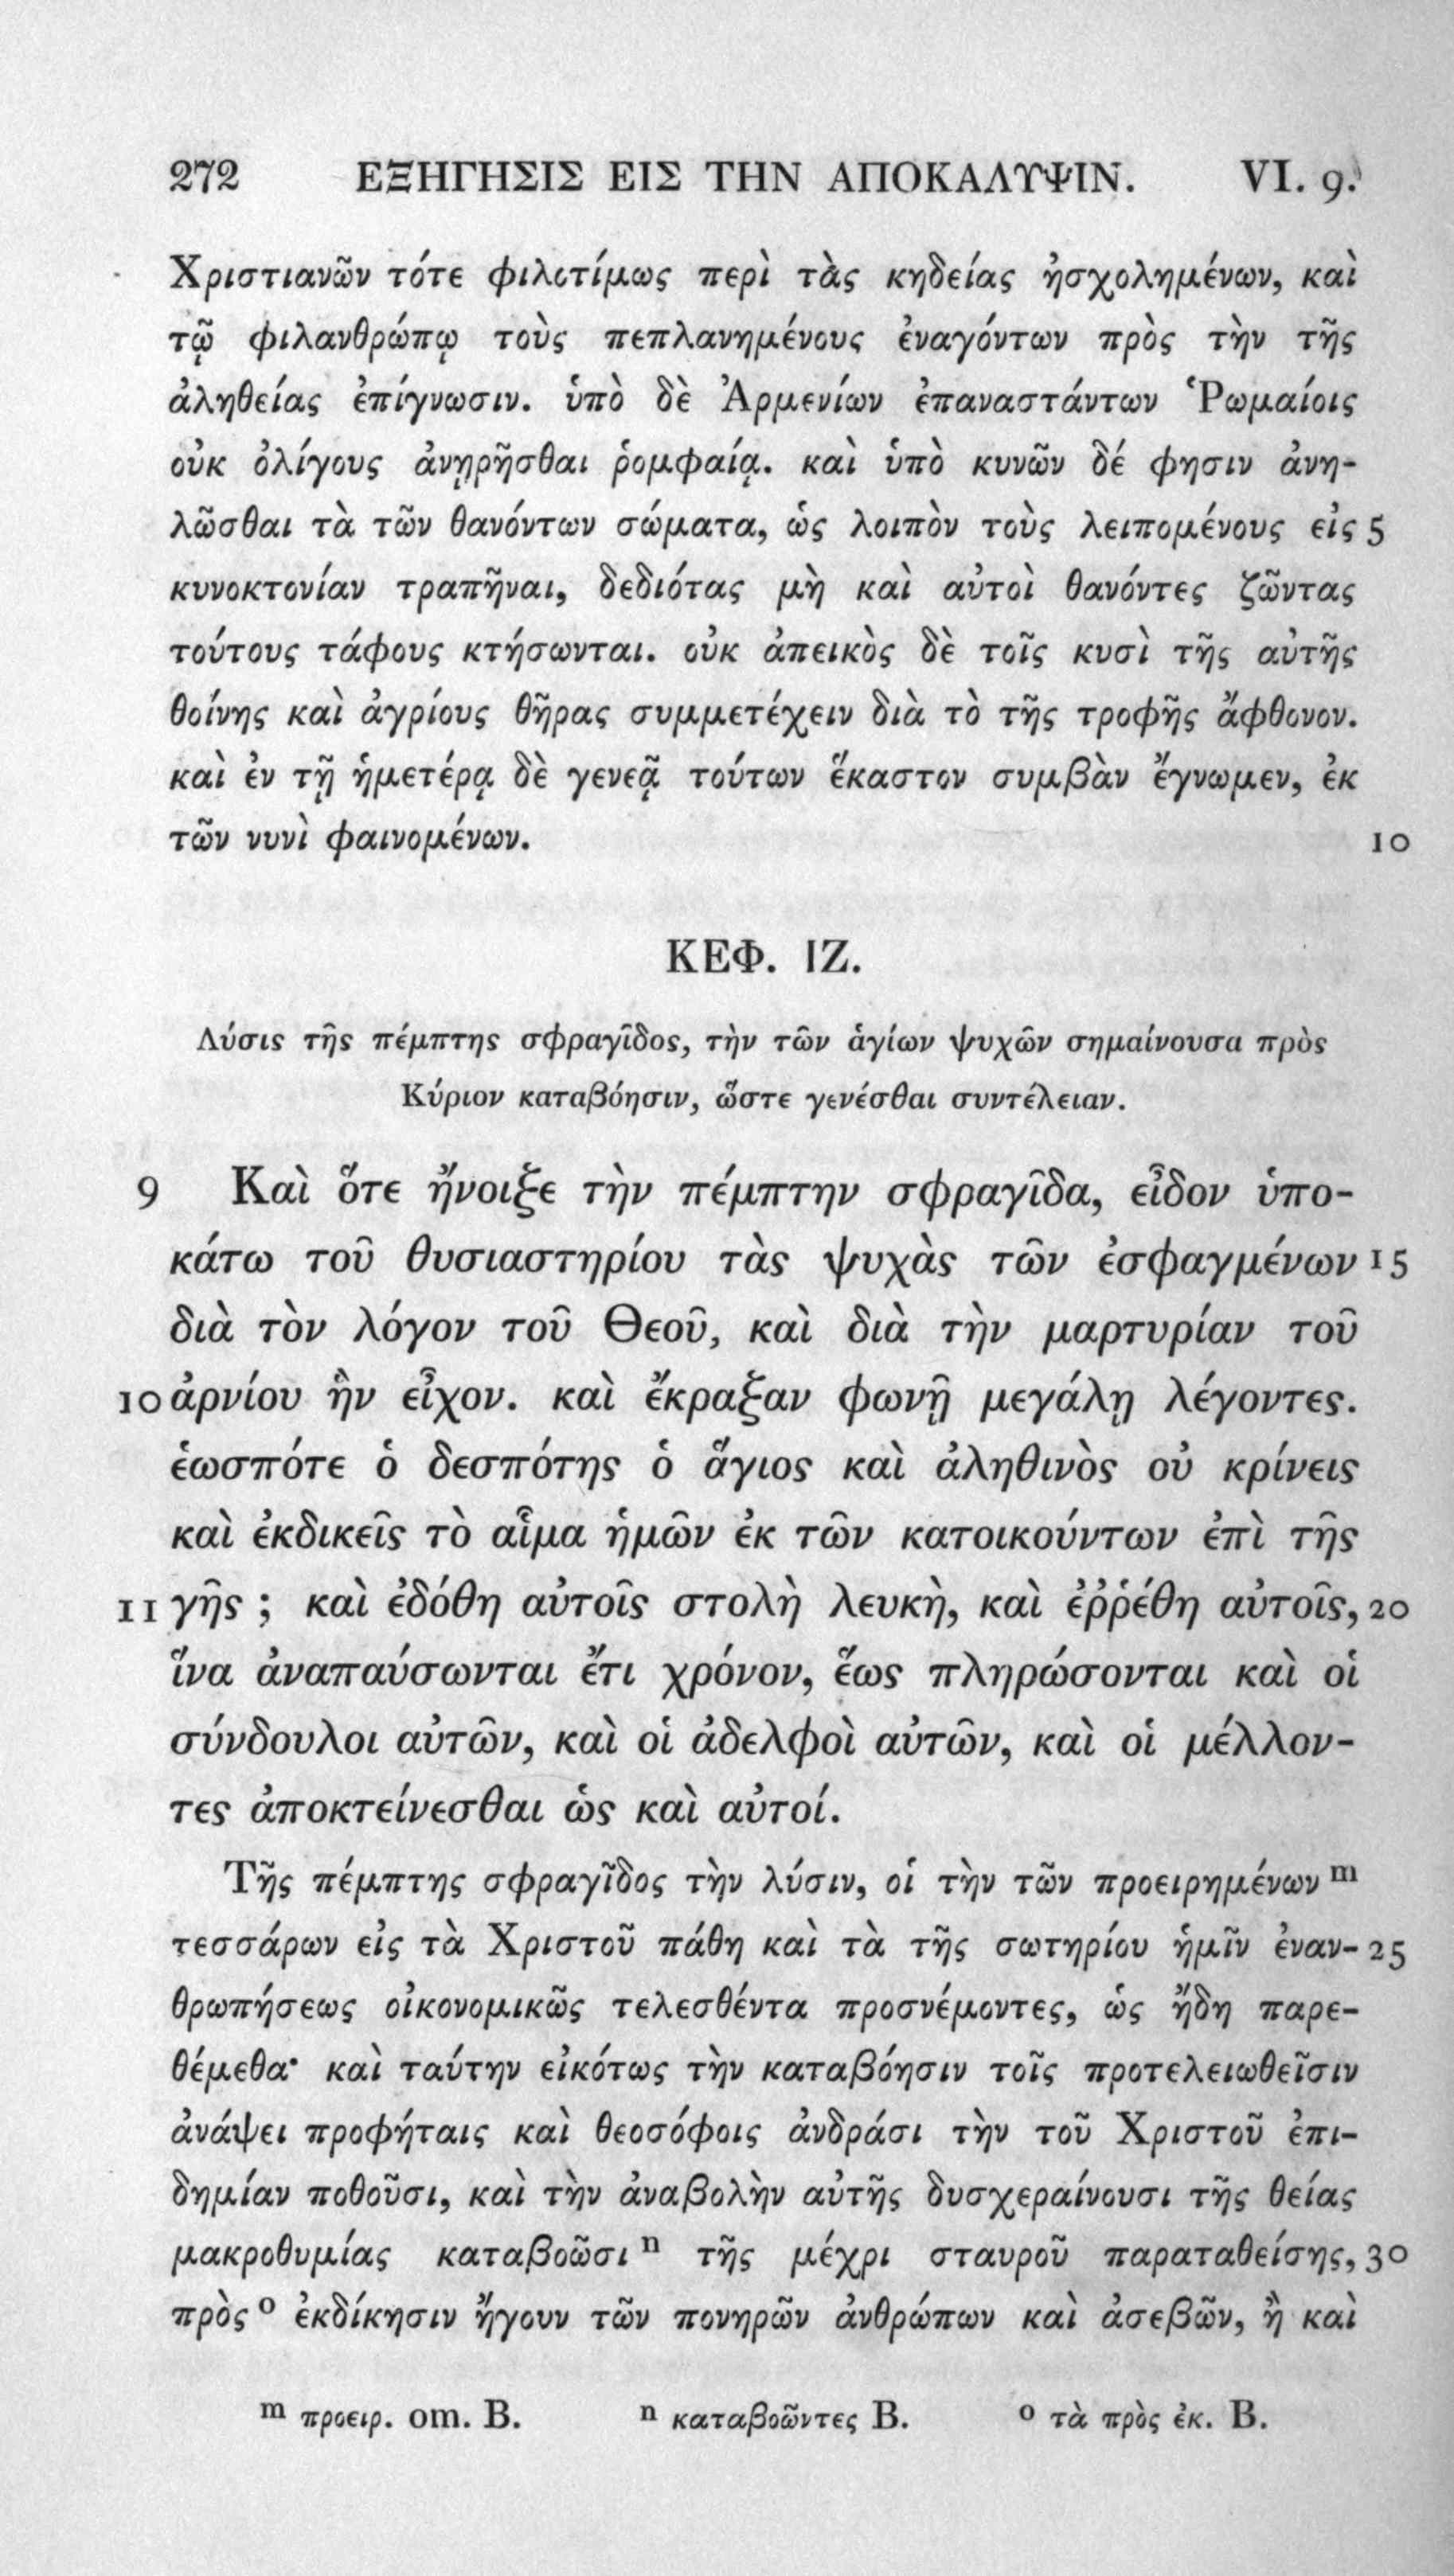 272 ΕΞΗΓΗΣΙΣ ΕΙΣ ΤΗΝ ΑΠΟΚΑΛΥΨΙΝ. VI. 9.
Χριστιανῶν τότε φιλοτίμως περὶ τὰς κηδείας ἠσχολημένων, καὶ
τῷ φιλανθρώπῳ τοὺς πεπλανημένους ἐναγόντων πρὸς τὴν τῆς
ἀληθείας ἐπίγνωσιν. ὑπὸ δὲ Ἀρμενίων ἐπαναστάντων Ῥωμαίοις
οὐκ ὀλίγους ἀνῃρῆσθαι ῥομφαίᾳ. καὶ ὑπὸ κυνῶν δέ φησιν ἀνη-
λῶσθαι τὰ τῶν θανόντων σώματα, ὡς λοιπὸν τοὺς λειπομένους εἰς 5
κυνοκτονίαν τραπῆναι, δεδιότας μὴ καὶ αὐτοὶ θανόντες ζῶντας
τούτους τάφους κτήσωνται. οὐκ ἀπεικὸς δὲ τοῖς κυσὶ τῆς αὐτῆς
θοίνης καὶ ἀγρίους θῆρας συμμετέχειν διὰ τὸ τῆς τροφῆς ἄφθονον.
καὶ ἐν τῇ ἡμετέρᾳ δὲ γενεᾷ τούτων ἕκαστον συμβὰν ἔγνωμεν, ἐκ
τῶν νυνὶ φαινομένων. 10
ΚΕΦ. ΙΖ.
Λύσις τῆς πέμπτης σφραγῖδος, τὴν τῶν ἁγίων ψυχῶν σημαίνουσα πρὸς
Κύριον καταβόησιν, ὥστε γενέσθαι συντέλειαν.
9 Καὶ ὅτε ἤνοιξε τὴν πέμπτην σφραγῖδα, εἶδον ὑπο-
κάτω τοῦ θυσιαστηρίου τὰς ψυχὰς τῶν ἐσφαγμένων 15
διὰ τὸν λόγον τοῦ Θεοῦ, καὶ διὰ τὴν μαρτυρίαν τοῦ
10 ἀρνίου ἣν εἶχον. καὶ ἔκραξαν φωνῇ μεγάλῃ λέγοντες.
ἑωσπότε ὁ δεσπότης ὁ ἅγιος καὶ ἀληθινὸς οὐ κρίνεις
καὶ ἐκδικεῖς τὸ αἷμα ἡμῶν ἐκ τῶν κατοικούντων ἐπὶ τῆς
11 γῆς ; καὶ ἐδόθη αὐτοῖς στολὴ λευκὴ, καὶ ἐῤῥέθη αὐτοῖς, 20
ἵνα ἀναπαύσωνται ἔτι χρόνον, ἕως πληρώσονται καὶ οἱ
σύνδουλοι αὐτῶν, καὶ οἱ ἀδελφοὶ αὐτῶν, καὶ οἱ μέλλον-
τες ἀποκτείνεσθαι ὡς καὶ αὐτοί.
Τῆς πέμπτης σφραγῖδος τὴν λύσιν, οἱ τὴν τῶν προειρημένων m
τεσσάρων εἰς τὰ Χριστοῦ πάθη καὶ τὰ τῆς σωτηρίου ἡμῖν ἐναν- 25
θρωπήσεως οἰκονομικῶς τελεσθέντα προσνέμοντες, ὡς ἤδη παρε-
θέμεθα· καὶ ταύτην εἰκότως τὴν καταβόησιν τοῖς προτελειωθεῖσιν
ἀνάψει προφήταις καὶ θεοσόφοις ἀνδράσι τὴν τοῦ Χριστοῦ ἐπι-
δημίαν ποθοῦσι, καὶ τὴν ἀναβολὴν αὐτῆς δυσχεραίνουσι τῆς θείας
μακροθυμίας καταβοῶσι n τῆς μέχρι σταυροῦ παραταθείσης, 30
πρὸς o ἐκδίκησιν ἤγουν τῶν πονηρῶν ἀνθρώπων καὶ ἀσεβῶν, ἢ καὶ
m προειρ. om. B. n καταβοῶντες B. o τὰ πρὸς ἐκ. B.